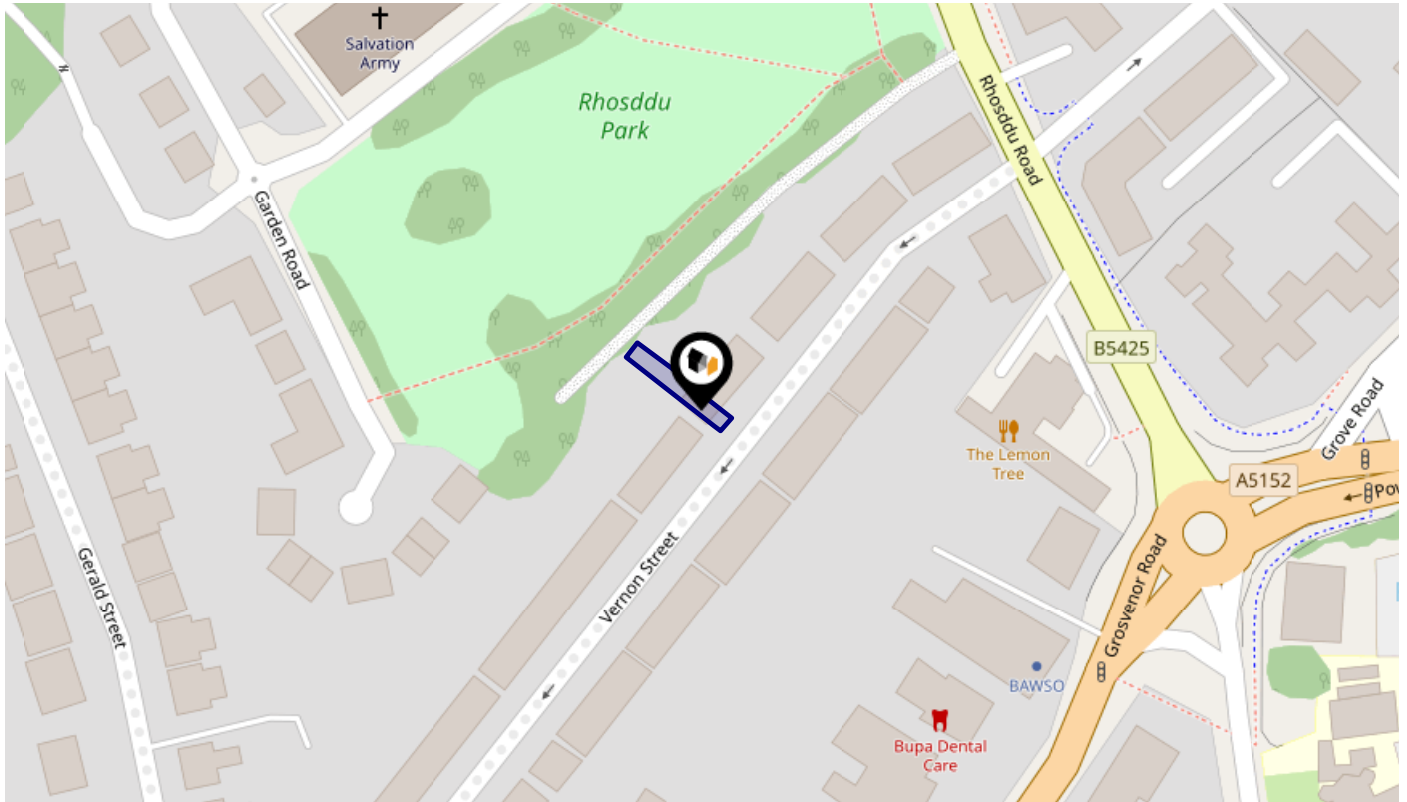 Salvation
Army
Rhosddu
Park
Rhosddu Road
Garden Road
B5425
Grove Road
The Lemon
Tree
A5152
Pov
Gerald Street
Vernon Street
Grosvenor Road
BAWSO
Bupa Dental
Care